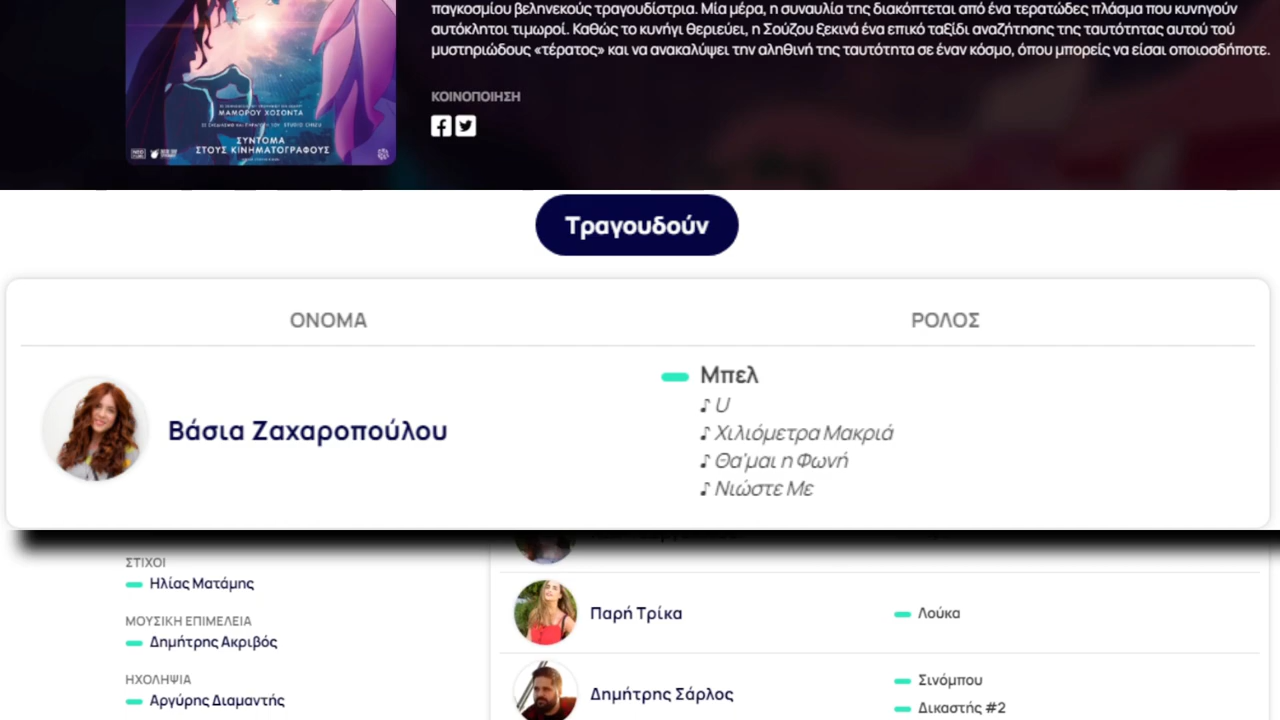 παγκοσμίου βεληνεκούς τραγουδίστρια. Μία μέρα, η συναυλία της διακόπτεται από ένα τερατώδες πλάσμα που κυνηγούν
αυτόκλητοι τιμωροί. Καθώς το κυνήγι θεριεύει, η Σούζου ξεκινά ένα επικό ταξίδι αναζήτησης της ταυτότητας αυτού τού
μυστηριώδους «τέρατος» και να ανακαλύψει την αληθινή της ταυτότητα σε έναν κόσμο, όπου μπορείς να είσαι οποιοσδήποτε.
ΚΟΙΝΟΠΟΙΗΣΗ
ΜΑΜΟΡΟΥ ΧΟΣΟΝΤΑ
ΣΥΝΤΟΜΑ
ΣΤΟΥΣ ΚΙΝΗΜΑΤΟΓΡΑΦΟΥΣ
Τραγουδούν
ΟΝΟΜΑ
ΡΟΛΟΣ
Βάσια Ζαχαροπούλου
Μπελ
♪ U
♪ Χιλιόμετρα Μακριά
♪ Θα'μαι η Φωνή
♪ Νιώστε Με
ΣΤΙΧΟΙ
Ηλίας Ματάμης
ΜΟΥΣΙΚΗ ΕΠΙΜΕΛΕΙΑ
Δημήτρης Ακριβός
ΗΧΟΛΗΨΙΑ
Αργύρης Διαμαντής
Παρή Τρίκα
Λούκα
Δημήτρης Σάρλος
Σινόμπου
Δικαστής #2